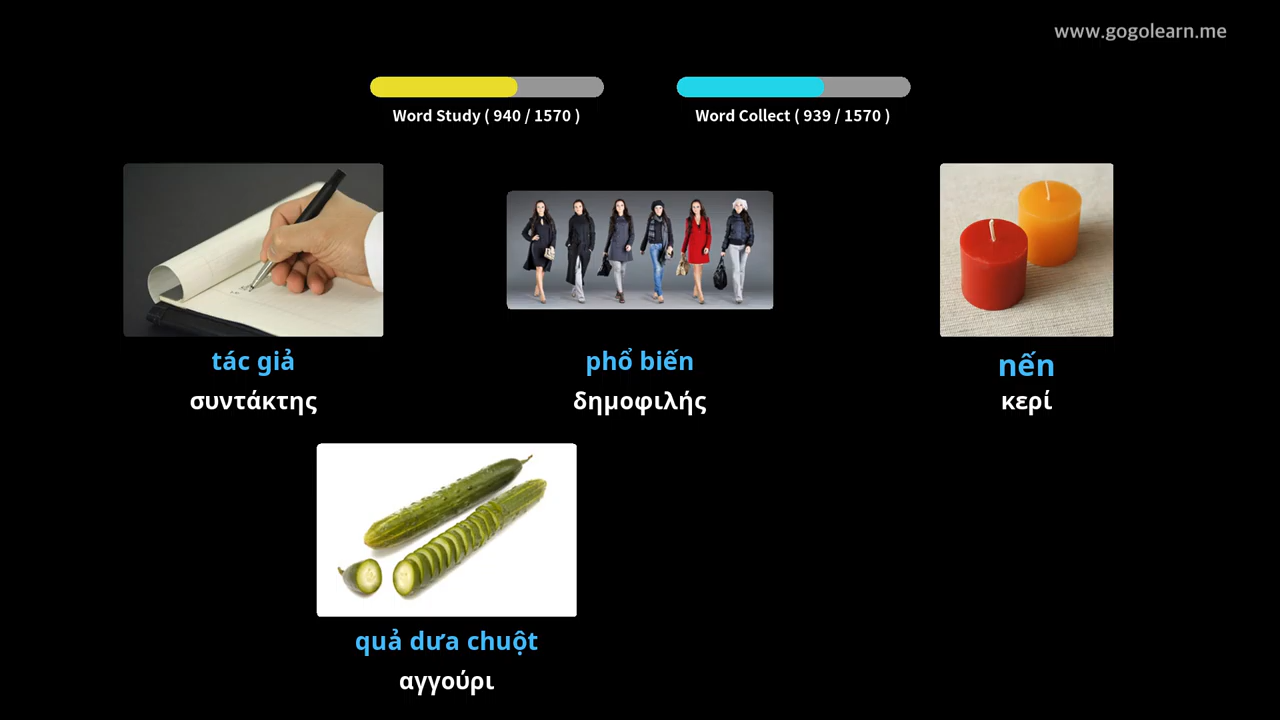 www.gogolearn.me
Word Study ( 940 / 1570 )
Word Collect ( 939 / 1570 )
tác giả
συντάκτης
phổ biến
δημοφιλής
nến
κερί
quả dưa chuột
αγγούρι